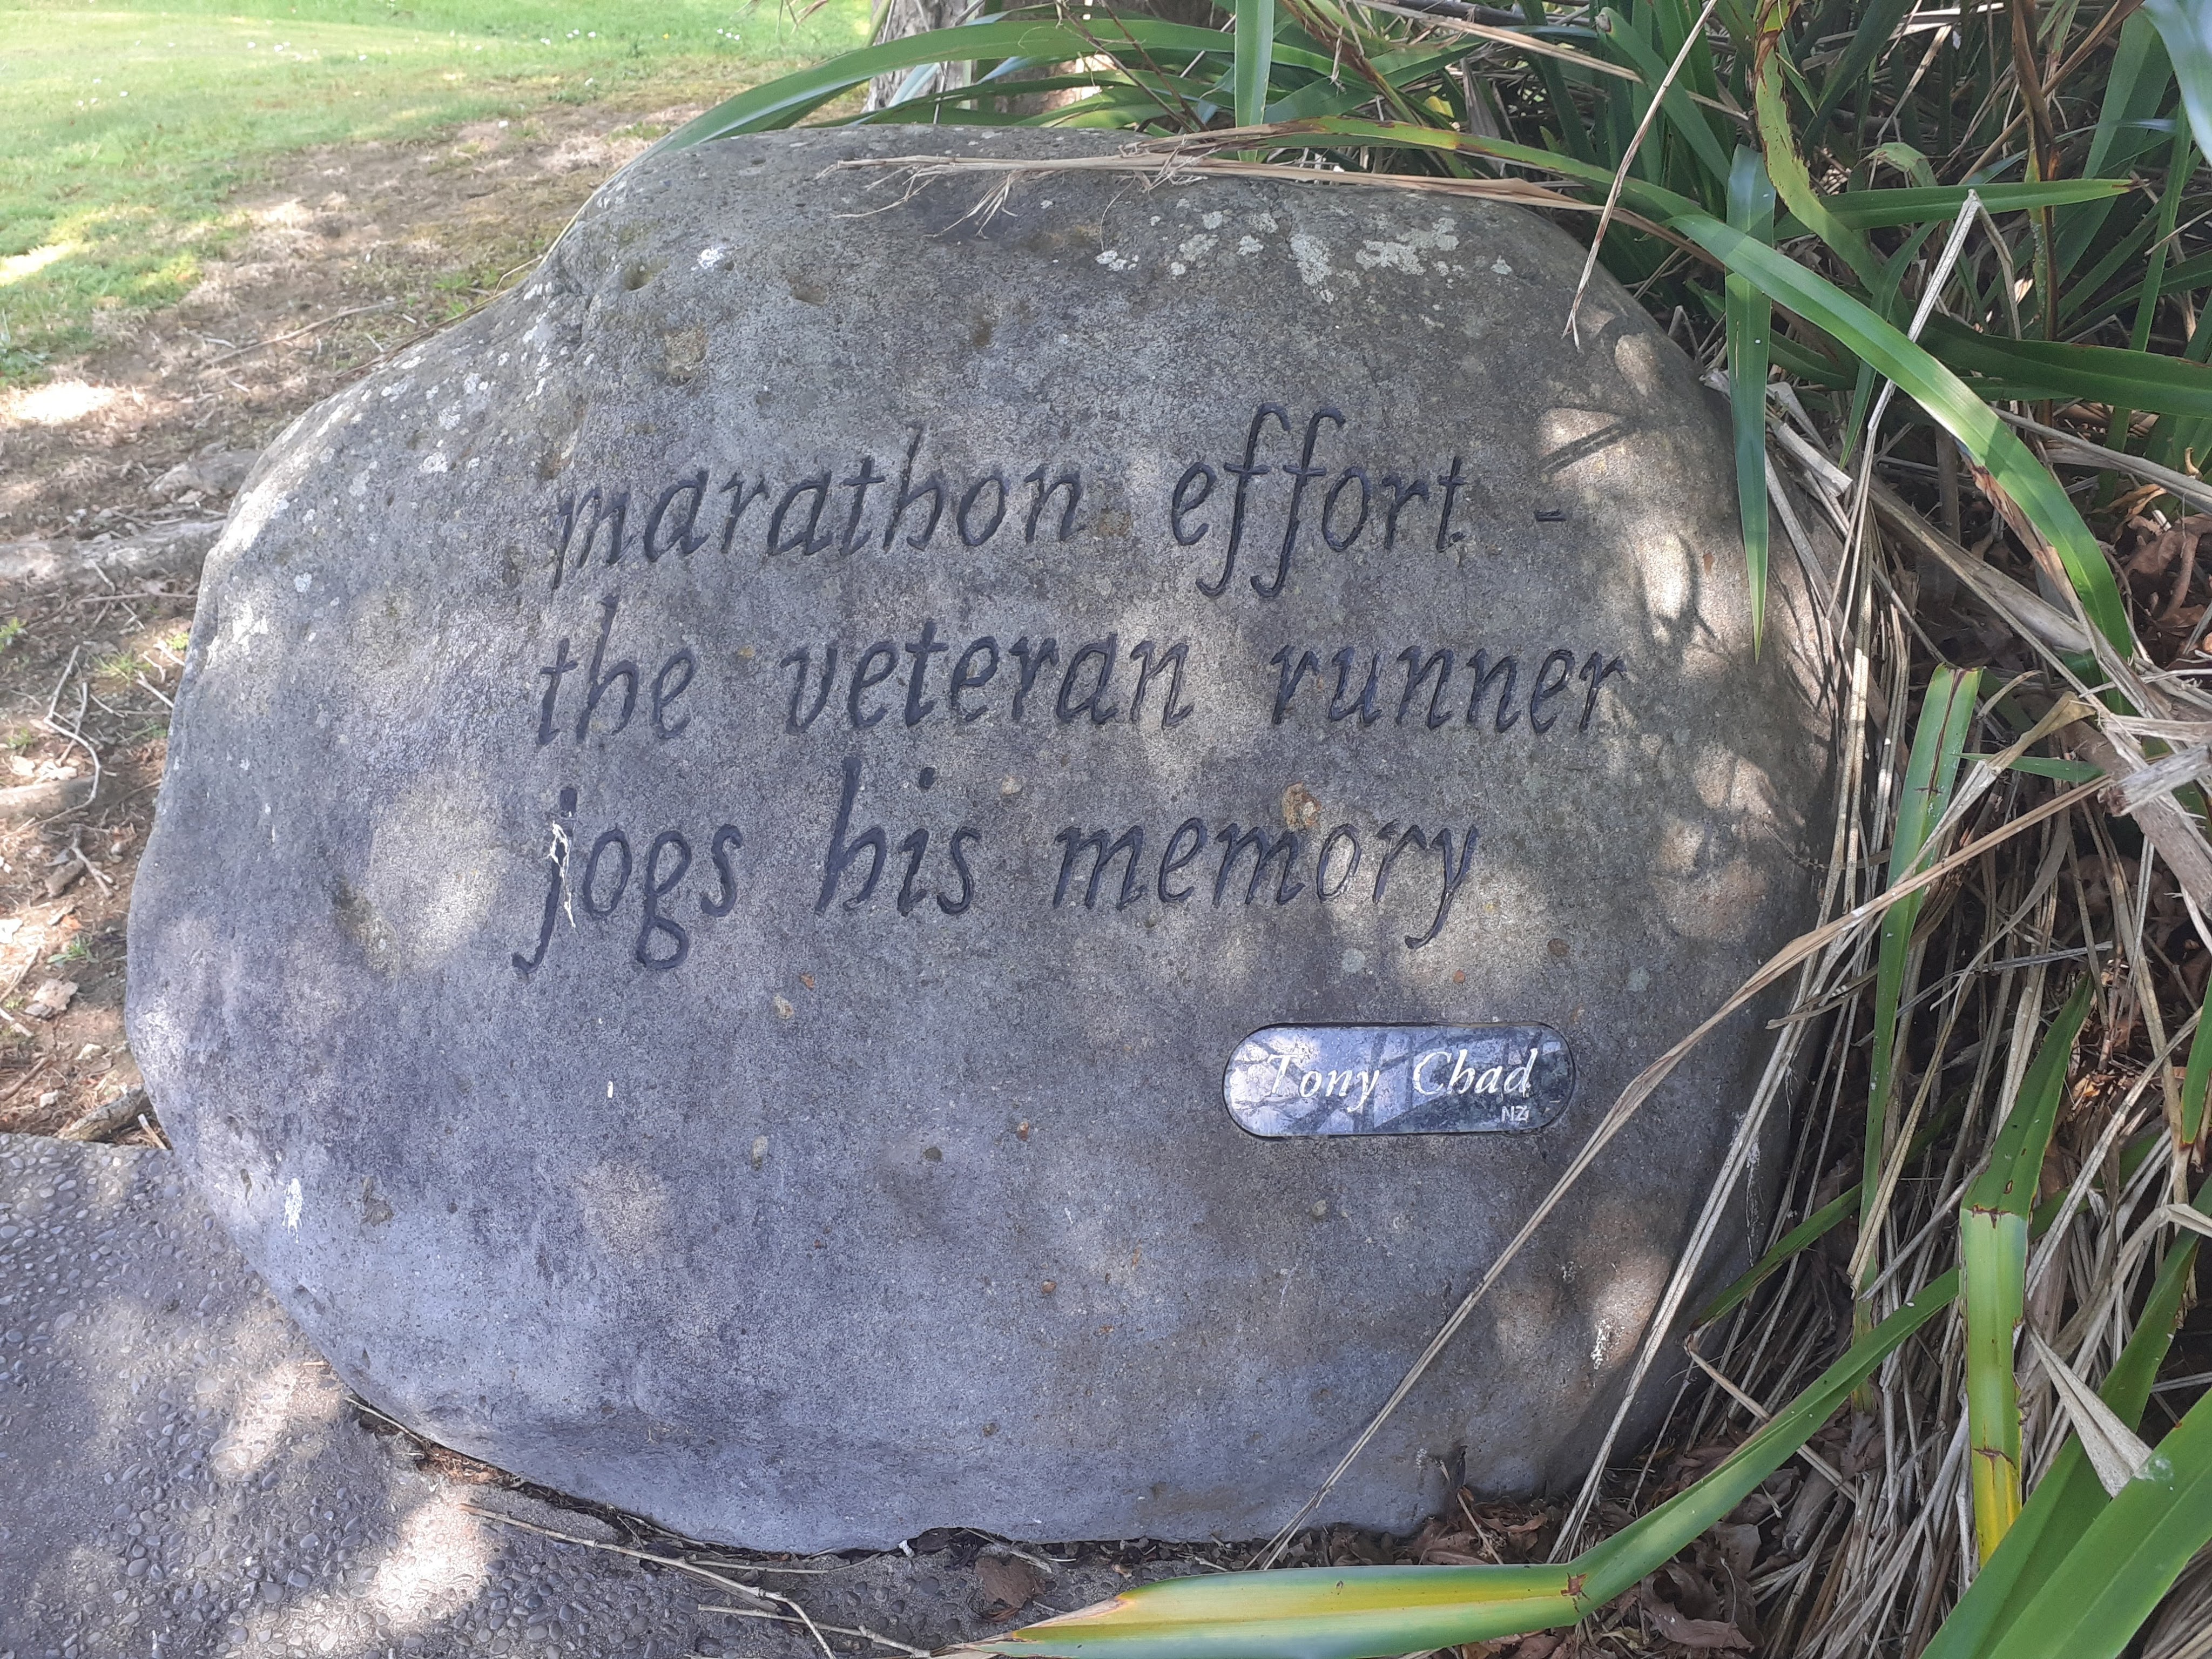 marathon effort -
the veteran runner
jogs his memory
Tony Chad
NZ